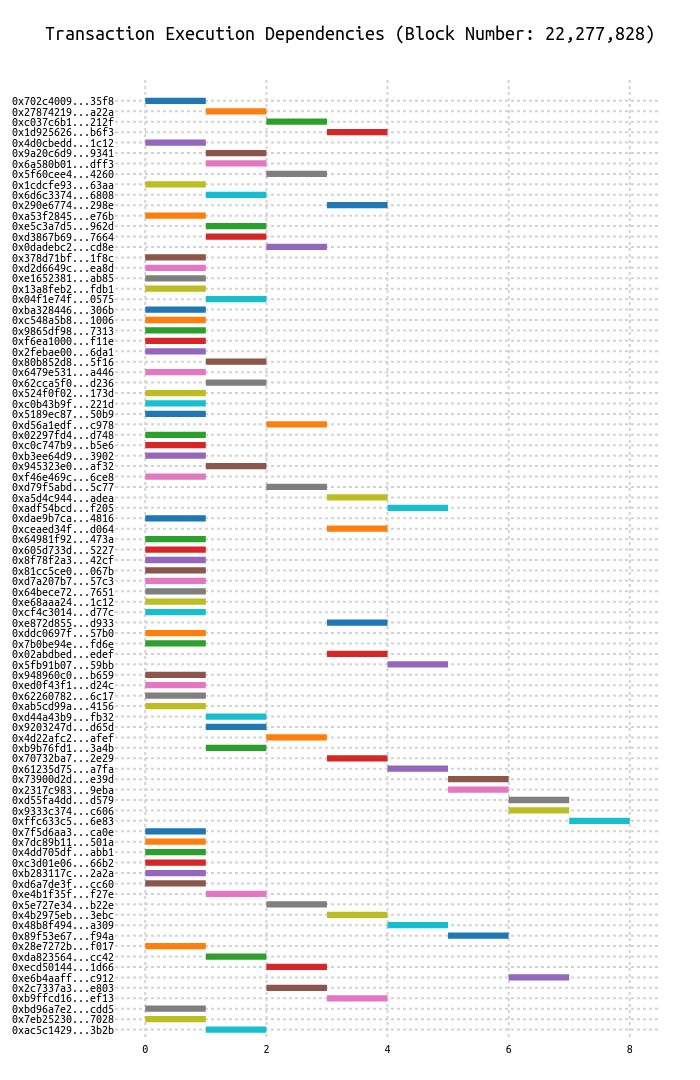 Transaction Execution Dependencies (Block Number: 22,277,828)
0x702c4009...35f8
0x27874219...a22a
0xc037c6b1...212f
0x1d925626...b6f3
0x4d0cbedd...1c12
0x9a20c6d9...9341
0x6a580b01...dff3
0x5f60cee4...4260
0x1cdcfe93...63aa
0x6d6c3374...6808
0x290e6774...298e
0xa53f2845...e76b
0xe5c3a7d5...962d
0xd3867b69...7664
0x0dadebc2...cd8e
0x378d71bf...1f8c
0xd2d6649c...ea8d
0xe1652381...ab85
0x13a8feb2...fdb1
0x04f1e74f...0575
0xba328446...306b
0xc548a5b8...1006
0x9865df98...7313
0xf6ea1000...f11e
0x2febae00...6da1
0x80b852d8...5f16
0x6479e531...a446
0x62cca5f0...d236
0x524f0f02...173d
0xc0b43b9f...221d
0x5189ec87...50b9
0xd56a1edf...c978
0x02297fd4...d748
0xc0c747b9...b5e6
0xb3ee64d9...3902
0x945323e0...af32
0xf46e469c...6ce8
0xd79f5abd...5c77
0xa5d4c944...adea
0xadf54bcd...f205
0xdae9b7ca...4816
0xceaed34f...d064
0x64981f92...473a
0x605d733d...5227
0x8f78f2a3...42cf
0x81cc5ce0...067b
0xd7a207b7...57c3
0x64bece72...7651
0xe68aaa24...1c12
0xcf4c3014...d77c
0xe872d855...d933
0xddc0697f...57b0
0x7b0be94e...fd6e
0x02abdbed...edef
0x5fb91b07...59bb
0x948960c0...b659
0xed0f43f1...d24c
0x62260782...6c17
0xab5cd99a...4156
0xd44a43b9...fb32
0x9203247d...d65d
0x4d22afc2...afef
0xb9b76fd1...3a4b
0x70732ba7...2e29
0x61235d75...a7fa
0x73900d2d...e39d
0x2317c983...9eba
0xd55fa4dd...d579
0x9333c374...c606
0xffc633c5...6e83
0x7f5d6aa3...ca0e
0x7dc89b11...501a
0x4dd705df...abb1
0xc3d01e06...66b2
0xb283117c...2a2a
0xd6a7de3f...cc60
0xe4b1f35f...f27e
0x5e727e34...b22e
0x4b2975eb...3ebc
0x48b8f494...a309
0x89f53e67...f94a
0x28e7272b...f017
0xda823564...cc42
0xecd50144...1d66
0xe6b4aaff...c912
0x2c7337a3...e803
0xb9ffcd16...ef13
0xbd96a7e2...cdd5
0x7eb25230...7028
0xac5c1429...3b2b
0 2 4 6 8